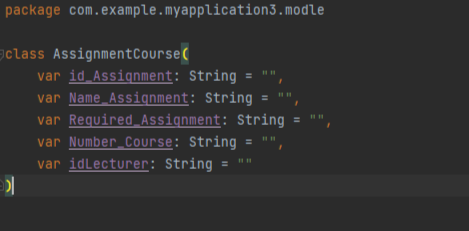 package com.example.myapplication3.modle
class AssignmentCourse(
var id_Assignment: String = "",
var Name_Assignment: String = "",
var Required_Assignment: String = "",
var Number_Course: String = "",
var idLecturer: String = ""
)